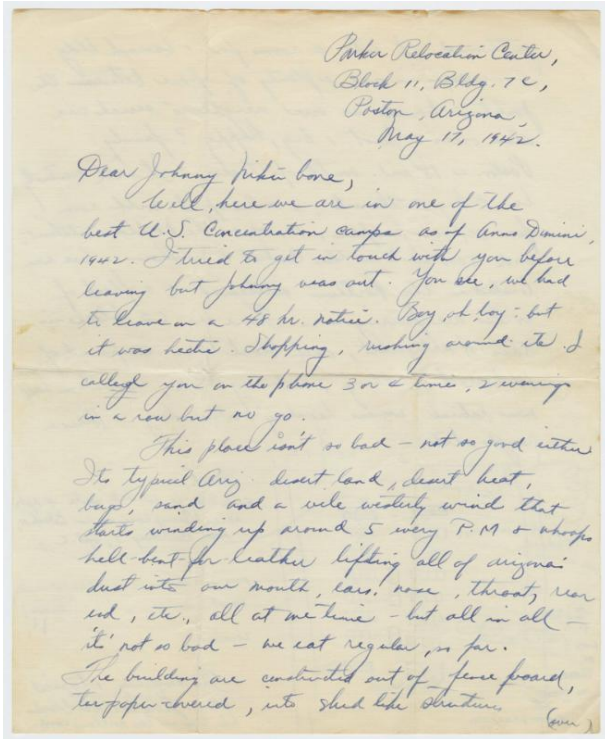 Parker Relocation Center,
Block 11, Bldg. 7C,
Poston, Arizona,
May 17, 1942.
Dear Johnny bone,
Well, here we are in one of the
best U.S. Concentration camps as of Anno Domini,
1942. I tried to get in touch with you before
leaving but Johnny was out. You see, we had
to leave on a 48 hr. notice. Boy, oh, boy: but
it was hectic. Shopping, rushing around etc. I
you on the phone 3 or 4 times, 2 evenings
in a row but no go.
This place isn't so bad — not so good either
Its typical Ariz. desert land, desert heat,
bugs, sand and a vile westerly wind that
starts winding up around 5 every P.M &
hell-bent for leather lifting all of arizona's
dust into our mouth, ears, nose, throat, rear
end, etc., all at one time — but all in all —
it's not so bad — we eat regular, so far.
The building are constructed out of fence board,
tar-paper-covered, into shed like structure
(over)